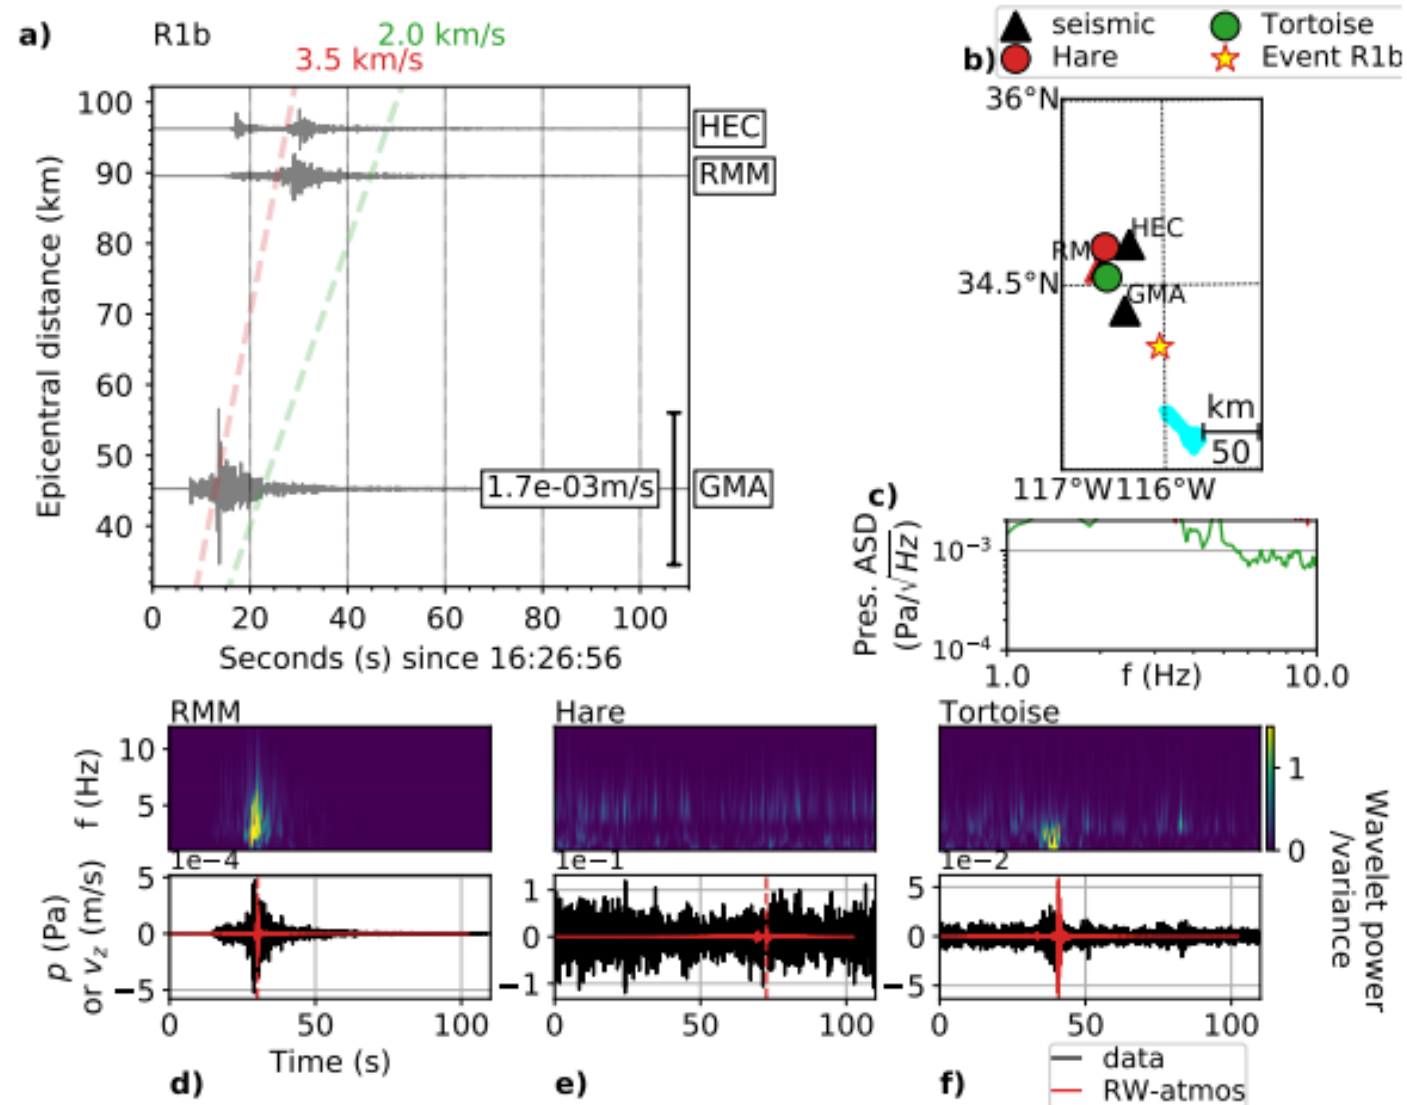 a)
R1b
2.0 km/s
3.5 km/s
100
90
80
70
60
50
40
Epicentral distance (km)
HEC
RMM
GMA
1.7e-03m/s
0 20 40 60 80 100
Seconds (s) since 16:26:56
seismic
Hare
Tortoise
Event R1b
b)
36°N
34.5°N
HEC
RM
GMA
km
50
117°W 116°W
c)
Pres. ASD
(Pa/√Hz)
10⁻³
10⁻⁴
1.0 f (Hz) 10.0
RMM
10
5
f (Hz)
Hare
Tortoise
1
0
Wavelet power
/variance
1e−4
5
0
−5
p (Pa)
or v_z (m/s)
0 50 100
Time (s)
d)
1e−1
1
0
−1
0 50 100
e)
1e−2
5
0
−5
0 50 100
f)
data
RW-atmos